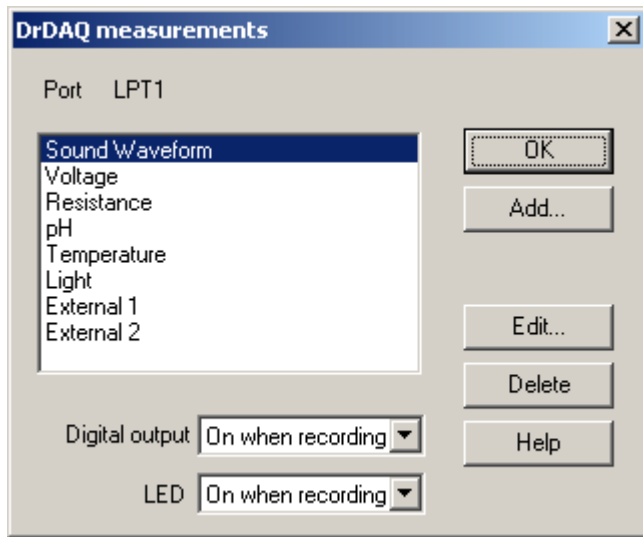 DrDAQ measurements
Port LPT1
Sound Waveform
Voltage
Resistance
pH
Temperature
Light
External 1
External 2
OK
Add...
Edit...
Delete
Help
Digital output On when recording
LED On when recording